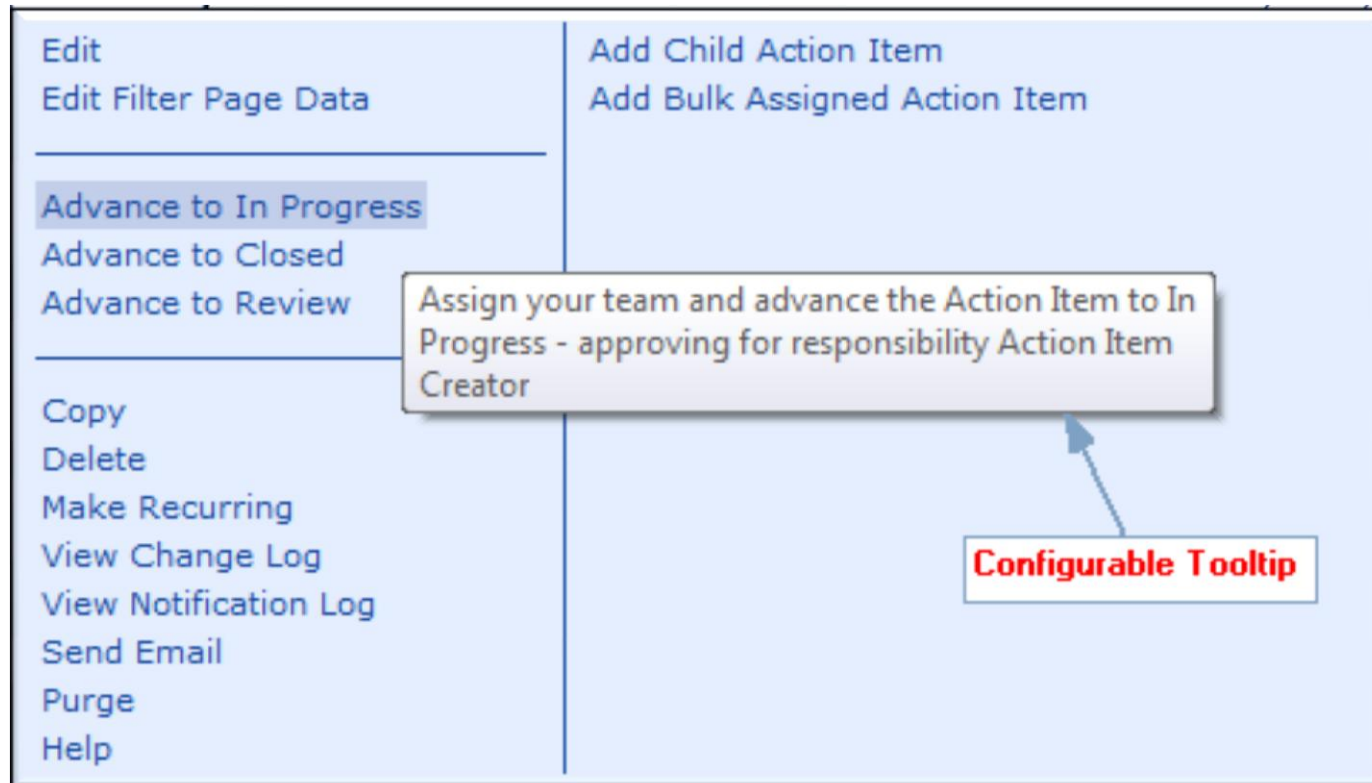 Edit
Edit Filter Page Data
Advance to In Progress
Advance to Closed
Advance to Review
Copy
Delete
Make Recurring
View Change Log
View Notification Log
Send Email
Purge
Help
Add Child Action Item
Add Bulk Assigned Action Item
Assign your team and advance the Action Item to In
Progress - approving for responsibility Action Item
Creator
Configurable Tooltip